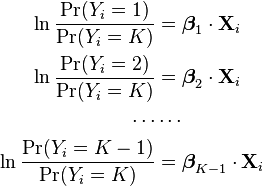 ln Pr(Y_i = 1) / Pr(Y_i = K) = β_1 · X_i
ln Pr(Y_i = 2) / Pr(Y_i = K) = β_2 · X_i
······
ln Pr(Y_i = K − 1) / Pr(Y_i = K) = β_{K−1} · X_i